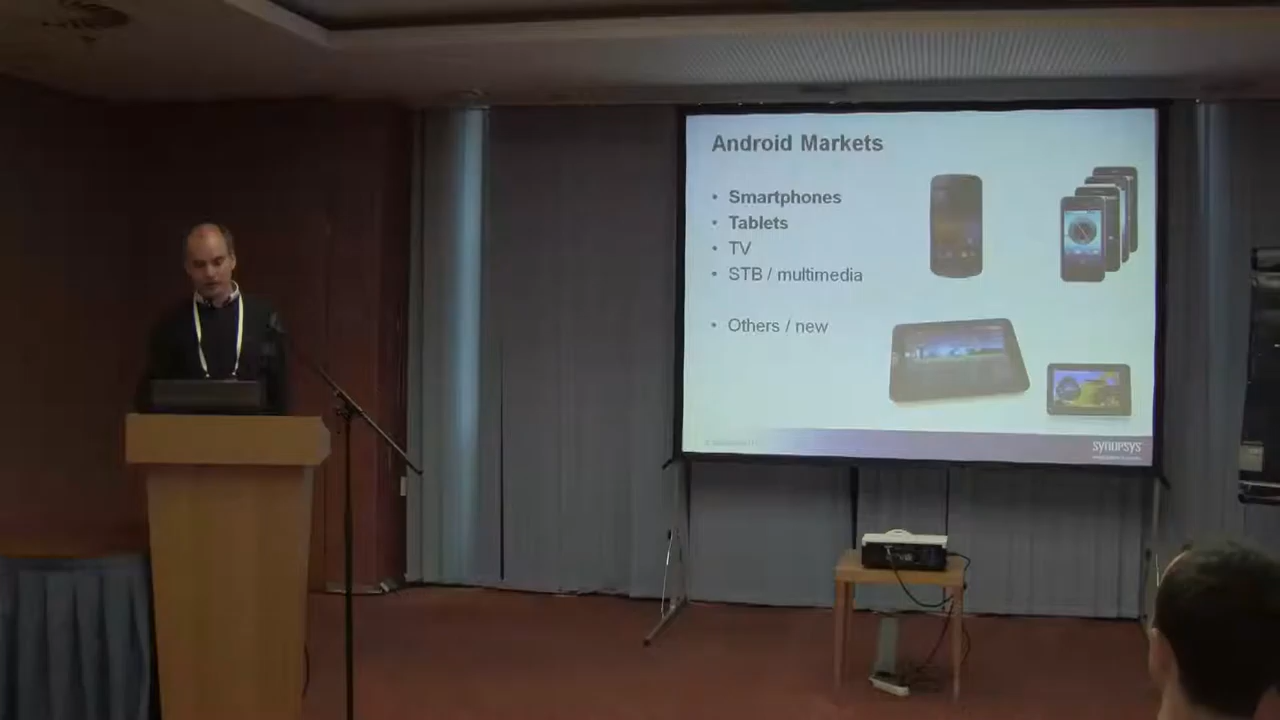 Android Markets
• Smartphones
• Tablets
• TV
• STB / multimedia
• Others / new
SYNOPSYS